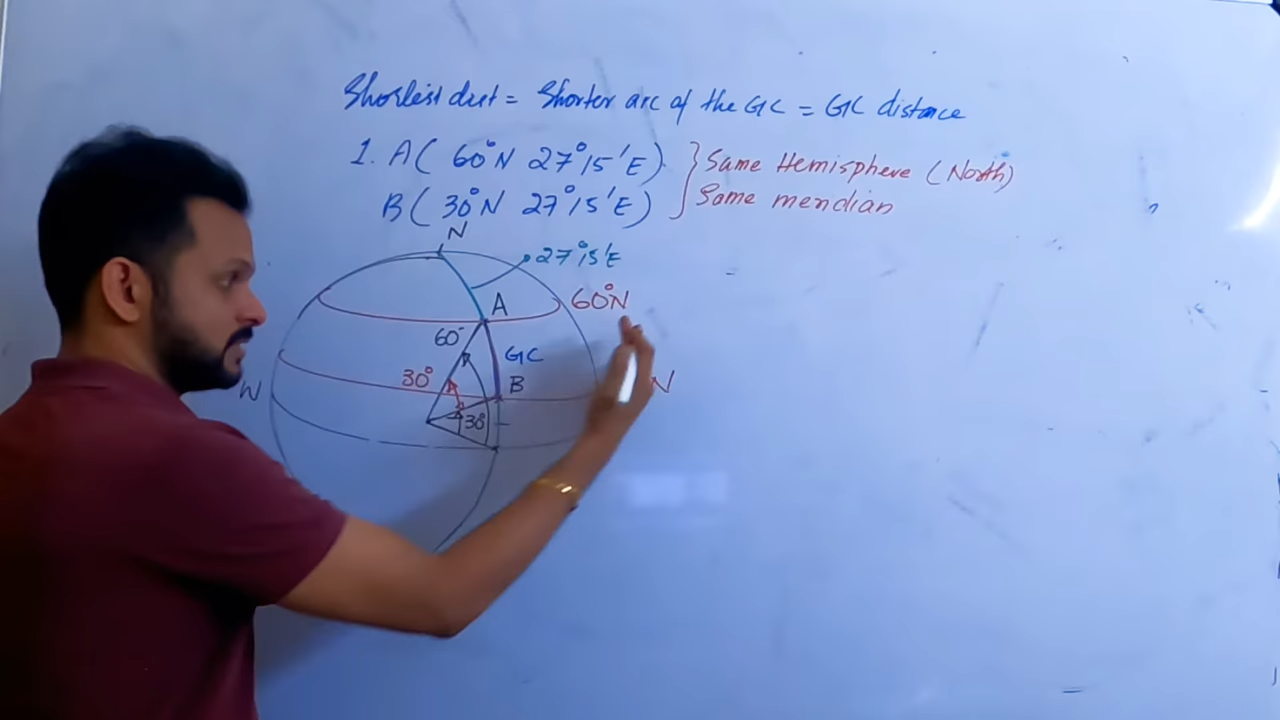 Shortest dist = Shorter arc of the GC = GC distance
1. A( 60°N 27°15'E) } Same Hemisphere (North)
B( 30°N 27°15'E) Same meridian
N
27°15'E
A 60°N
60°
GC
30° B
W N
30°